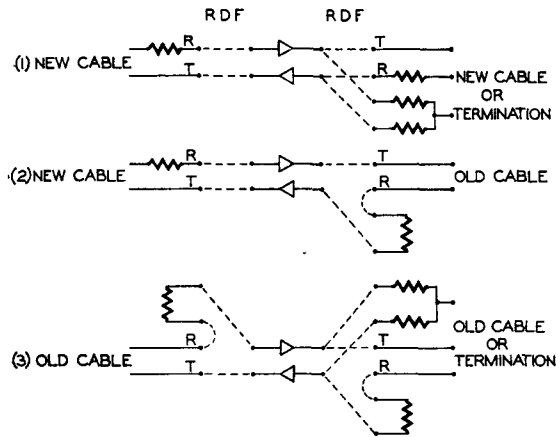 RDF RDF
(1) NEW CABLE R T T R NEW CABLE OR TERMINATION
(2) NEW CABLE R T T R OLD CABLE
(3) OLD CABLE R T T R OLD CABLE OR TERMINATION